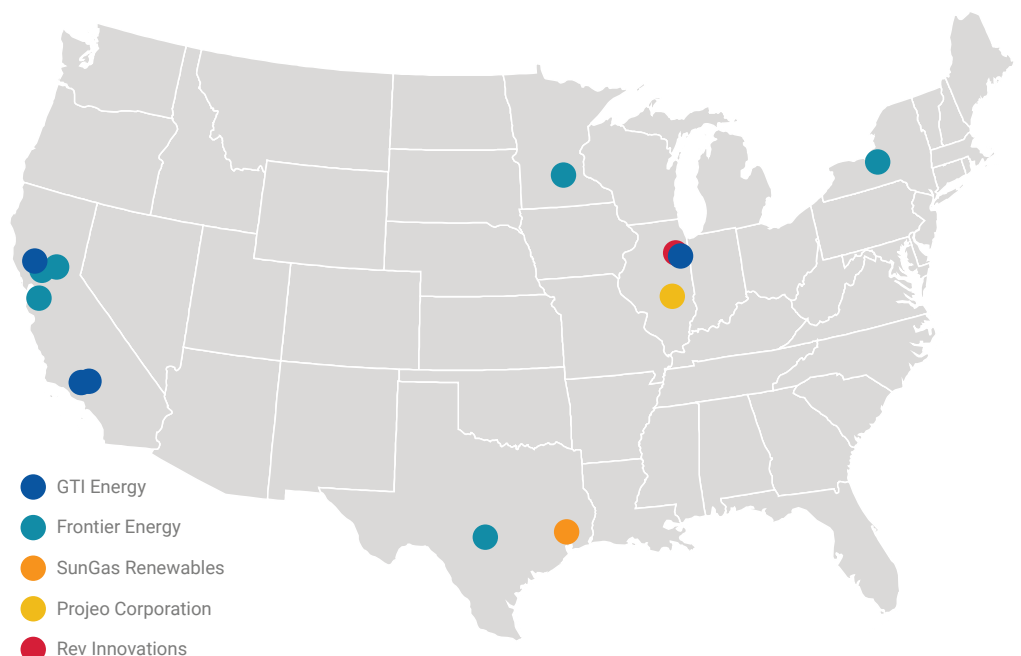 GTI Energy
Frontier Energy
SunGas Renewables
Projeo Corporation
Rev Innovations